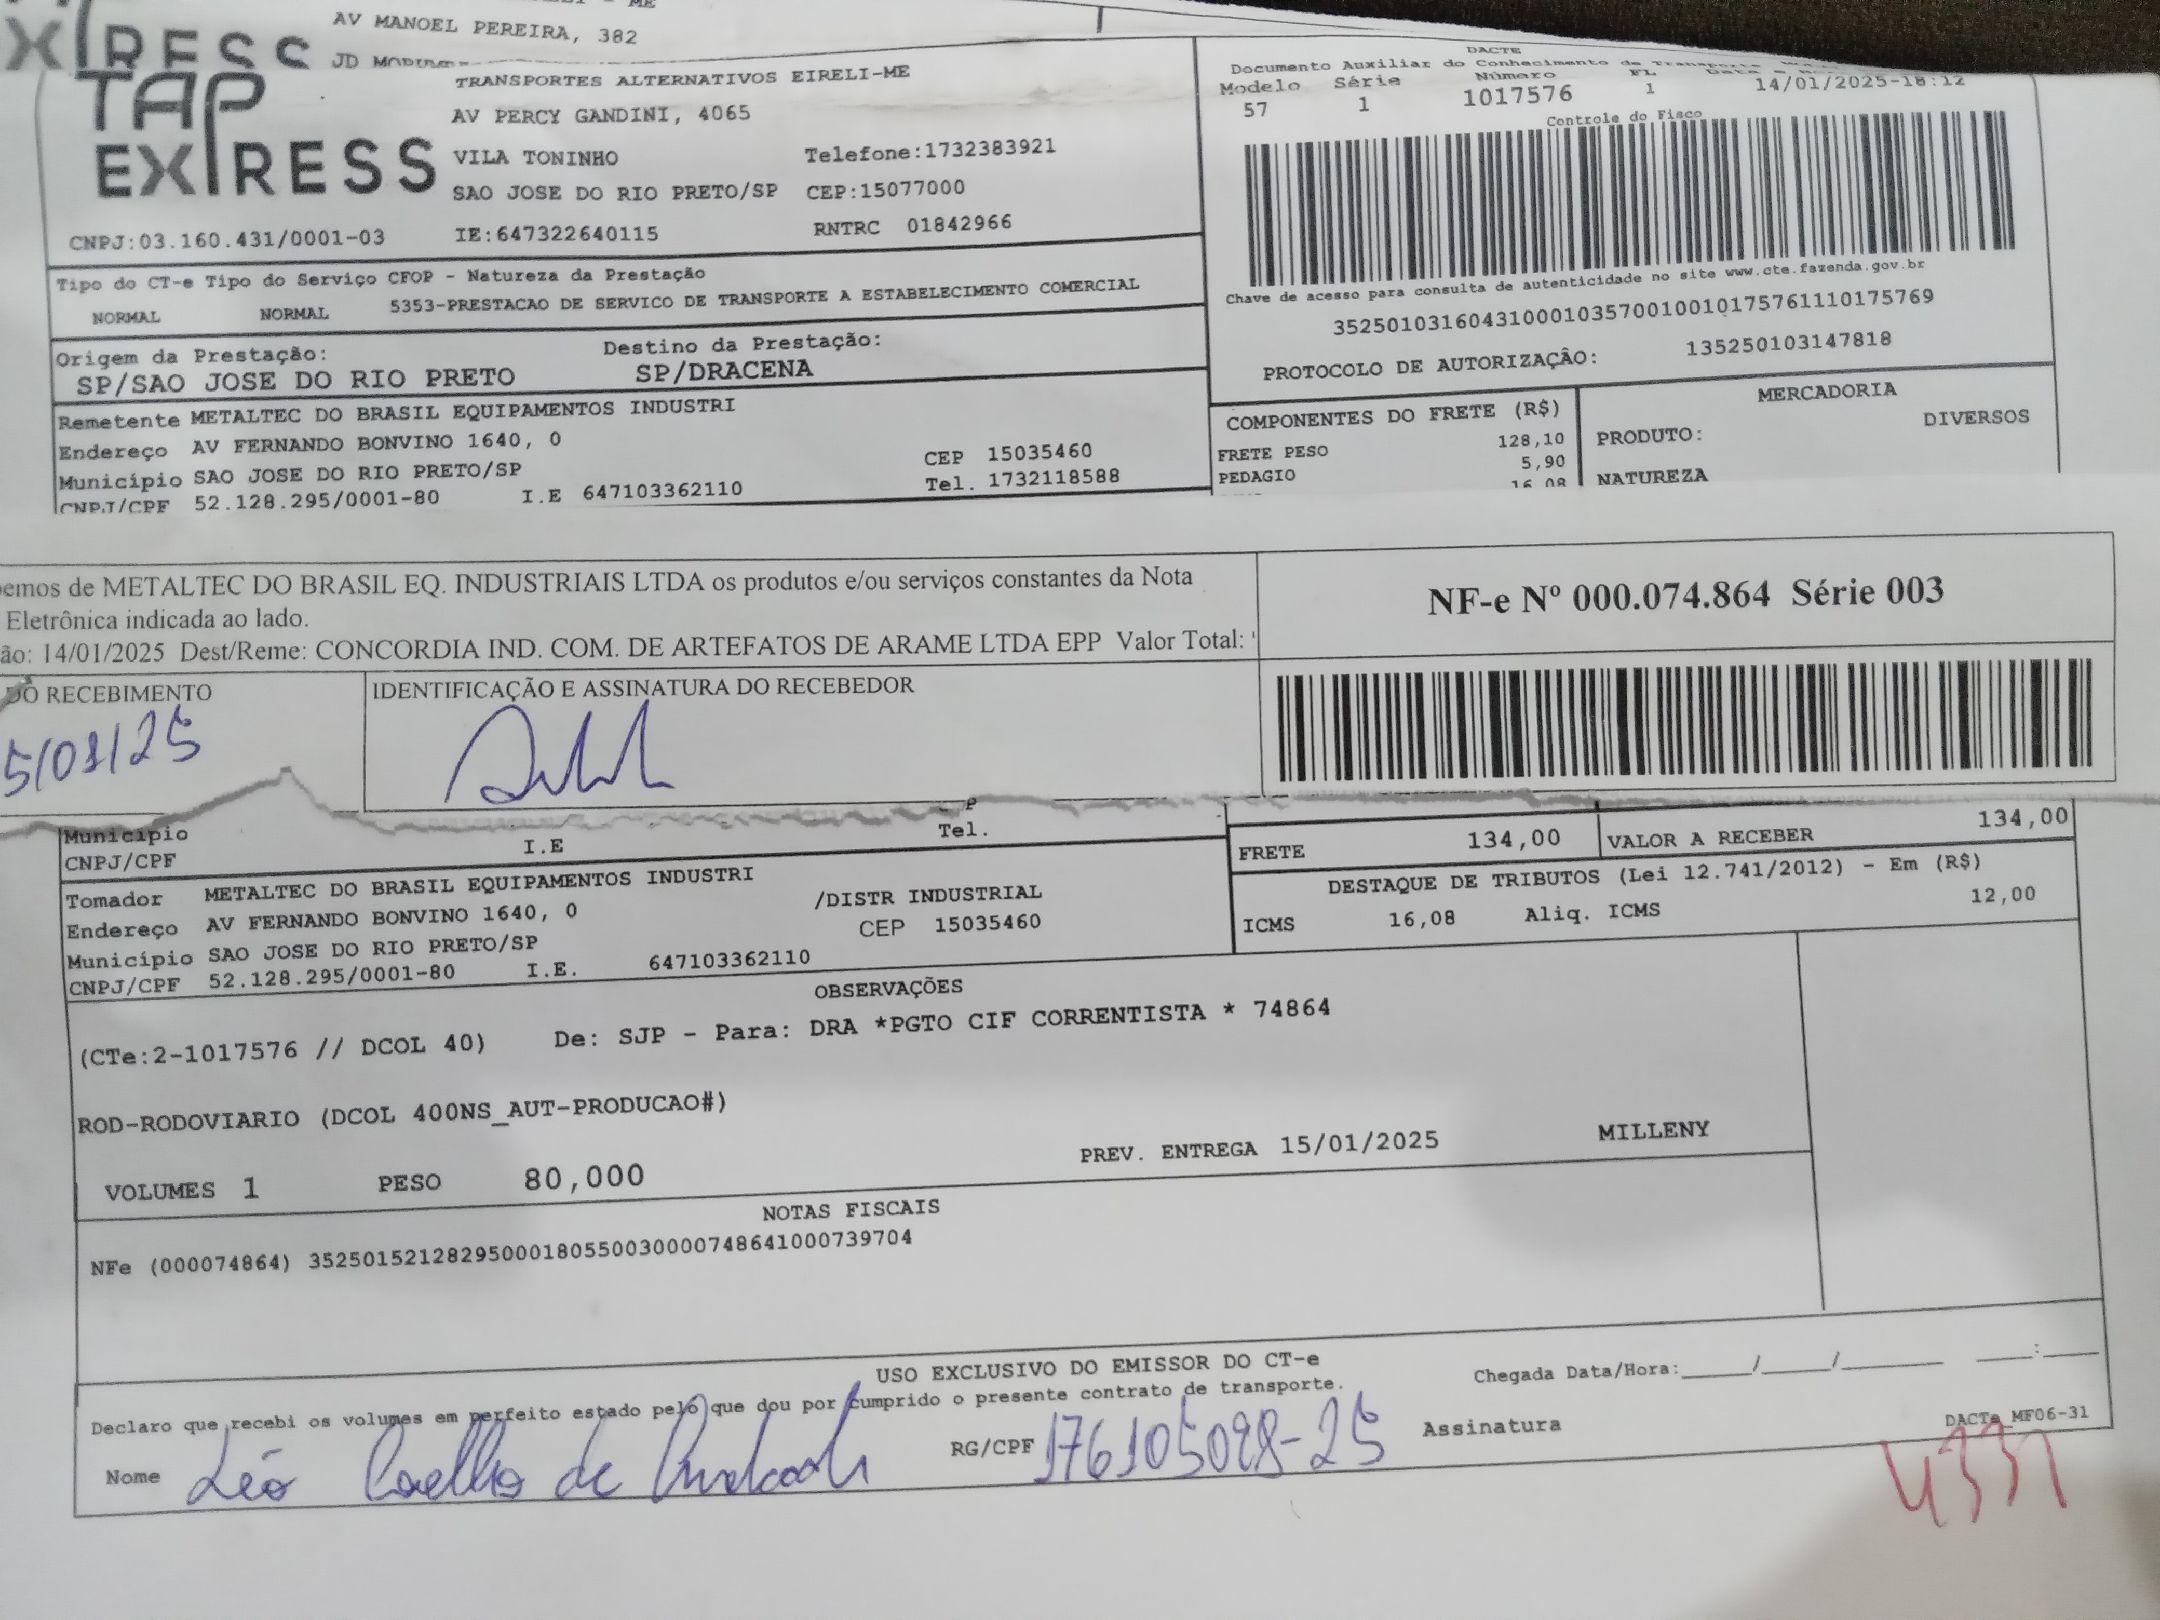 AV MANOEL PEREIRA, 382
TAP EXPRESS
TRANSPORTES ALTERNATIVOS EIRELI-ME
AV PERCY GANDINI, 4065
VILA TONINHO Telefone:1732383921
SAO JOSE DO RIO PRETO/SP CEP:15077000
CNPJ:03.160.431/0001-03 IE:647322640115 RNTRC 01842966
DACTE
Documento Auxiliar do Conhecimento de
Modelo Série Número FL
57 1 1017576 1 14/01/2025-18:12
Controle do Fisco
Chave de acesso para consulta de autenticidade no site www.cte.fazenda.gov.br
35250103160431000103570010010175761110175769
PROTOCOLO DE AUTORIZAÇÃO: 135250103147818
Tipo do CT-e Tipo do Serviço CFOP - Natureza da Prestação
NORMAL NORMAL 5353-PRESTACAO DE SERVICO DE TRANSPORTE A ESTABELECIMENTO COMERCIAL
Origem da Prestação: Destino da Prestação:
SP/SAO JOSE DO RIO PRETO SP/DRACENA
Remetente METALTEC DO BRASIL EQUIPAMENTOS INDUSTRI
Endereço AV FERNANDO BONVINO 1640, 0
Município SAO JOSE DO RIO PRETO/SP CEP 15035460
CNPJ/CPF 52.128.295/0001-80 I.E 647103362110 Tel. 1732118588
COMPONENTES DO FRETE (R$)
FRETE PESO 128,10
PEDAGIO 5,90
16,08
MERCADORIA
PRODUTO: DIVERSOS
NATUREZA
emos de METALTEC DO BRASIL EQ. INDUSTRIAIS LTDA os produtos e/ou serviços constantes da Nota
Eletrônica indicada ao lado.
ão: 14/01/2025 Dest/Reme: CONCORDIA IND. COM. DE ARTEFATOS DE ARAME LTDA EPP Valor Total:
NF-e Nº 000.074.864 Série 003
DO RECEBIMENTO IDENTIFICAÇÃO E ASSINATURA DO RECEBEDOR
5/01/25
Município Tel.
CNPJ/CPF I.E
FRETE 134,00 VALOR A RECEBER 134,00
Tomador METALTEC DO BRASIL EQUIPAMENTOS INDUSTRI
Endereço AV FERNANDO BONVINO 1640, 0 /DISTR INDUSTRIAL
Município SAO JOSE DO RIO PRETO/SP CEP 15035460
CNPJ/CPF 52.128.295/0001-80 I.E. 647103362110
DESTAQUE DE TRIBUTOS (Lei 12.741/2012) - Em (R$)
ICMS 16,08 Aliq. ICMS 12,00
OBSERVAÇÕES
(CTe:2-1017576 // DCOL 40) De: SJP - Para: DRA *PGTO CIF CORRENTISTA * 74864
ROD-RODOVIARIO (DCOL 400NS_AUT-PRODUCAO#)
VOLUMES 1 PESO 80,000 PREV. ENTREGA 15/01/2025 MILLENY
NOTAS FISCAIS
NFe (000074864) 35250152128295000180550030000748641000739704
USO EXCLUSIVO DO EMISSOR DO CT-e
Declaro que recebi os volumes em perfeito estado pelo que dou por cumprido o presente contrato de transporte.
Chegada Data/Hora:_____/_____/_______ ____:____
Nome Léo Coelho de RG/CPF 176105098-25 Assinatura
DACTe_MF06-31
4331